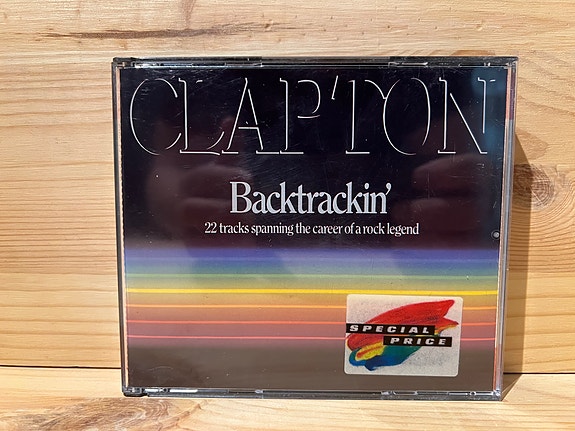 CLAPTON
Backtrackin'
22 tracks spanning the career of a rock legend
SPECIAL
PRICE